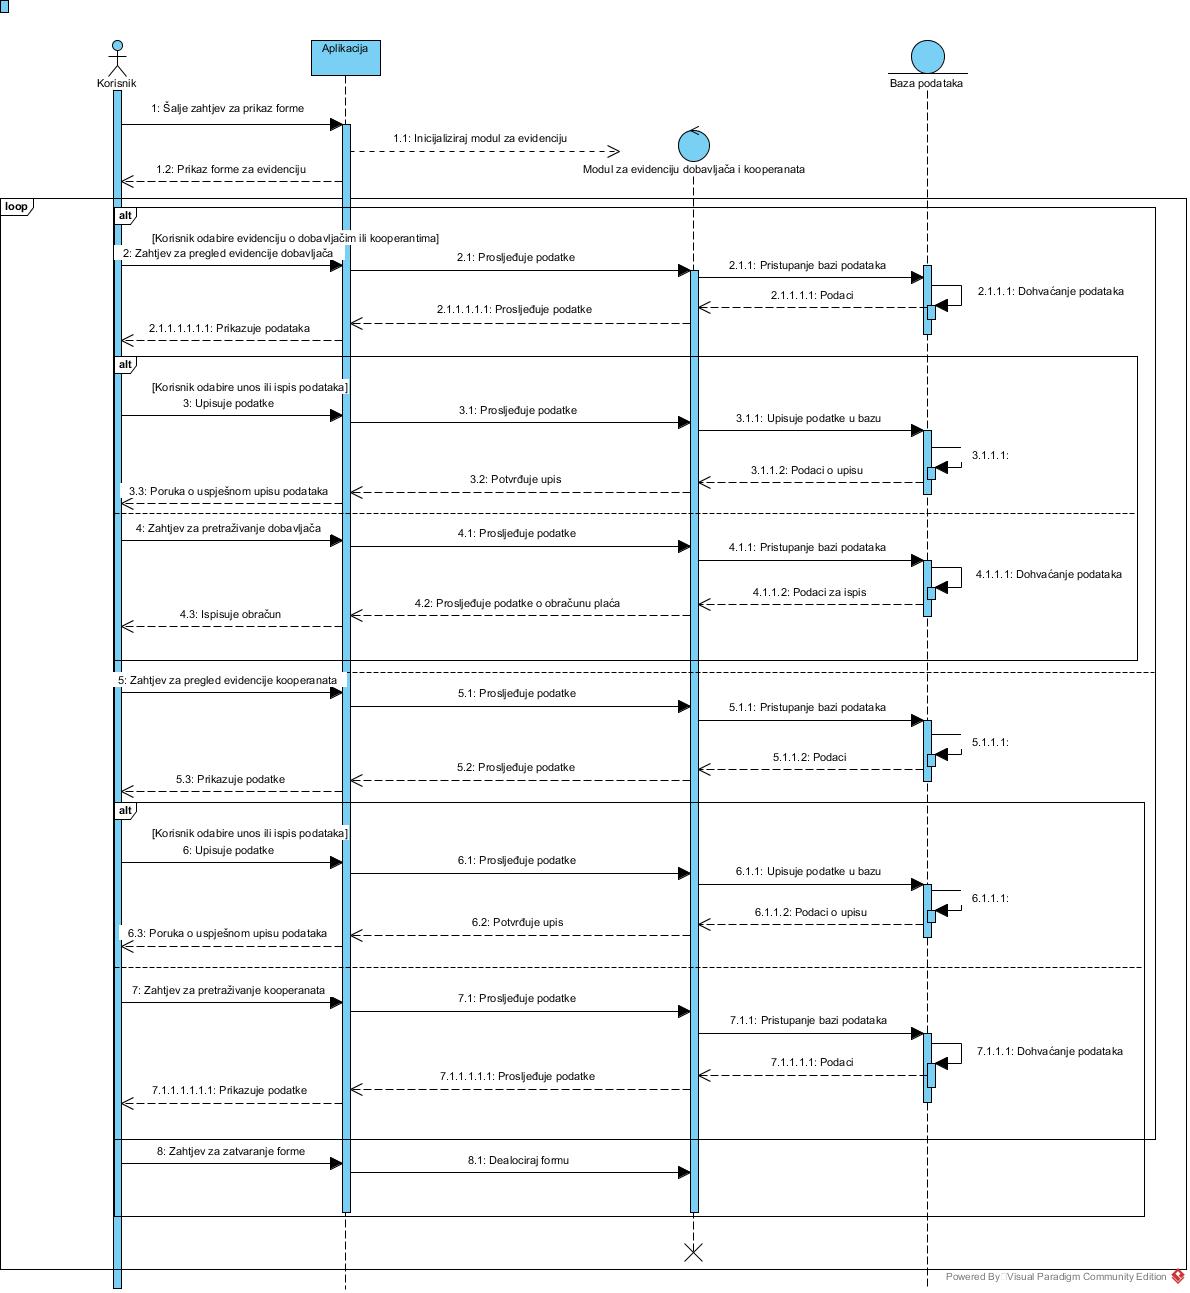 Korisnik
Aplikacija
Baza podataka
1: Šalje zahtjev za prikaz forme
1.1: Inicijaliziraj modul za evidenciju
Modul za evidenciju dobavljača i kooperanata
1.2: Prikaz forme za evidenciju
loop
alt
[Korisnik odabire evidenciju o dobavljačim ili kooperantima]
2: Zahtjev za pregled evidencije dobavljača
2.1: Prosljeđuje podatke
2.1.1: Pristupanje bazi podataka
2.1.1.1: Dohvaćanje podataka
2.1.1.1.1: Podaci
2.1.1.1.1.1: Prosljeđuje podatke
2.1.1.1.1.1.1: Prikazuje podataka
alt
[Korisnik odabire unos ili ispis podataka]
3: Upisuje podatke
3.1: Prosljeđuje podatke
3.1.1: Upisuje podatke u bazu
3.1.1.1:
3.1.1.2: Podaci o upisu
3.2: Potvrđuje upis
3.3: Poruka o uspješnom upisu podataka
4: Zahtjev za pretraživanje dobavljača
4.1: Prosljeđuje podatke
4.1.1: Pristupanje bazi podataka
4.1.1.1: Dohvaćanje podataka
4.1.1.2: Podaci za ispis
4.2: Prosljeđuje podatke o obračunu plaća
4.3: Ispisuje obračun
5: Zahtjev za pregled evidencije kooperanata
5.1: Prosljeđuje podatke
5.1.1: Pristupanje bazi podataka
5.1.1.1:
5.1.1.2: Podaci
5.2: Prosljeđuje podatke
5.3: Prikazuje podatke
alt
[Korisnik odabire unos ili ispis podataka]
6: Upisuje podatke
6.1: Prosljeđuje podatke
6.1.1: Upisuje podatke u bazu
6.1.1.1:
6.1.1.2: Podaci o upisu
6.2: Potvrđuje upis
6.3: Poruka o uspješnom upisu podataka
7: Zahtjev za pretraživanje kooperanata
7.1: Prosljeđuje podatke
7.1.1: Pristupanje bazi podataka
7.1.1.1: Dohvaćanje podataka
7.1.1.1.1: Podaci
7.1.1.1.1.1: Prosljeđuje podatke
7.1.1.1.1.1.1: Prikazuje podatke
8: Zahtjev za zatvaranje forme
8.1: Dealociraj formu
Powered By Visual Paradigm Community Edition